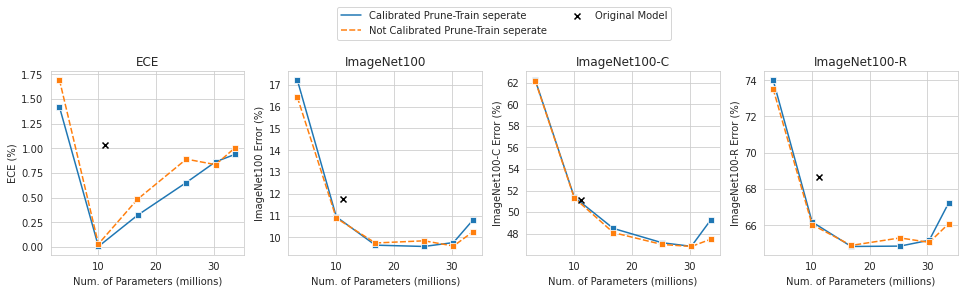 Calibrated Prune-Train seperate
Not Calibrated Prune-Train seperate
Original Model
ECE
ECE (%)
1.75
1.50
1.25
1.00
0.75
0.50
0.25
0.00
10
20
30
Num. of Parameters (millions)
ImageNet100
ImageNet100 Error (%)
17
16
15
14
13
12
11
10
10
20
30
Num. of Parameters (millions)
ImageNet100-C
ImageNet100-C Error (%)
62
60
58
56
54
52
50
48
10
20
30
Num. of Parameters (millions)
ImageNet100-R
ImageNet100-R Error (%)
74
72
70
68
66
10
20
30
Num. of Parameters (millions)